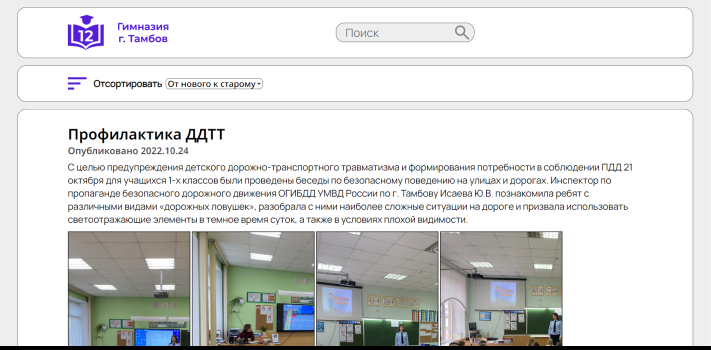 12
Гимназия
г. Тамбов
Поиск
Отсортировать От нового к старому
Профилактика ДДТТ
Опубликовано 2022.10.24
С целью предупреждения детского дорожно-транспортного травматизма и формирования потребности в соблюдении ПДД 21
октября для учащихся 1-х классов были проведены беседы по безопасному поведению на улицах и дорогах. Инспектор по
пропаганде безопасного дорожного движения ОГИБДД УМВД России по г. Тамбову Исаева Ю.В. познакомила ребят с
различными видами «дорожных ловушек», разобрала с ними наиболее сложные ситуации на дороге и призвала использовать
светоотражающие элементы в темное время суток, а также в условиях плохой видимости.